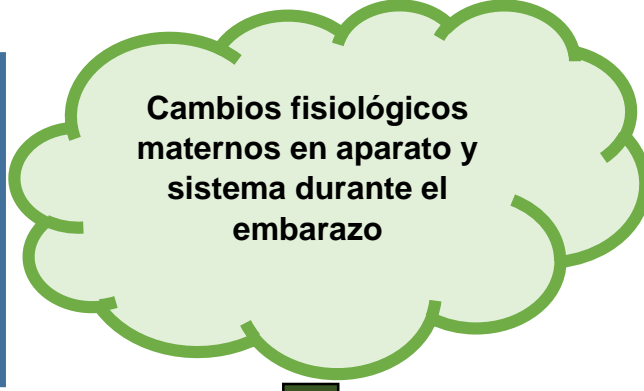 Cambios fisiológicos
maternos en aparato y
sistema durante el
embarazo